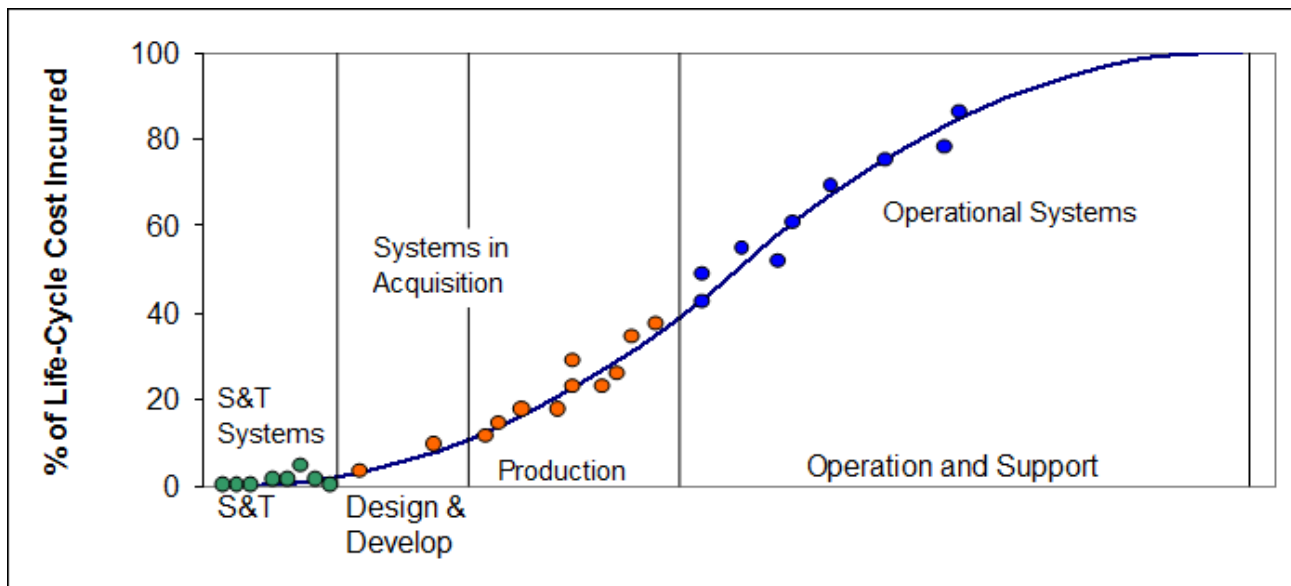 % of Life-Cycle Cost Incurred
100
80
60
40
20
0
S&T
Systems
Systems in
Acquisition
Operational Systems
S&T
Design &
Develop
Production
Operation and Support